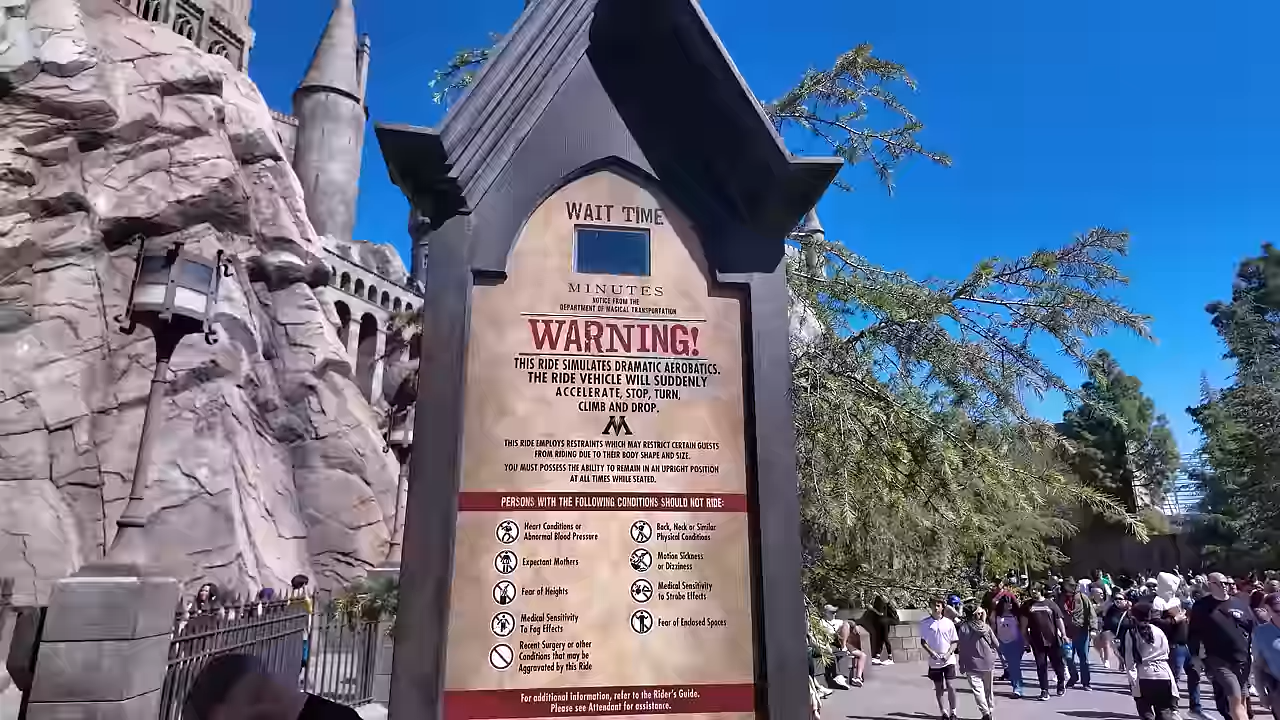 WAIT TIME
MINUTES
NOTICE FROM THE
DEPARTMENT OF MAGICAL TRANSPORTATION
WARNING!
THIS RIDE SIMULATES DRAMATIC AEROBATICS.
THE RIDE VEHICLE WILL SUDDENLY
ACCELERATE, STOP, TURN,
CLIMB AND DROP.
M
THIS RIDE EMPLOYS RESTRAINTS WHICH MAY RESTRICT CERTAIN GUESTS
FROM RIDING DUE TO THEIR BODY SHAPE AND SIZE.
YOU MUST POSSESS THE ABILITY TO REMAIN IN AN UPRIGHT POSITION
AT ALL TIMES WHILE SEATED.
PERSONS WITH THE FOLLOWING CONDITIONS SHOULD NOT RIDE:
Heart Conditions or
Abnormal Blood Pressure
Expectant Mothers
Fear of Heights
Medical Sensitivity
To Fog Effects
Recent Surgery or other
Conditions that may be
Aggravated by this Ride
Back, Neck or Similar
Physical Conditions
Motion Sickness
or Dizziness
Medical Sensitivity
to Strobe Effects
Fear of Enclosed Spaces
For additional information, refer to the Rider's Guide.
Please see Attendant for assistance.